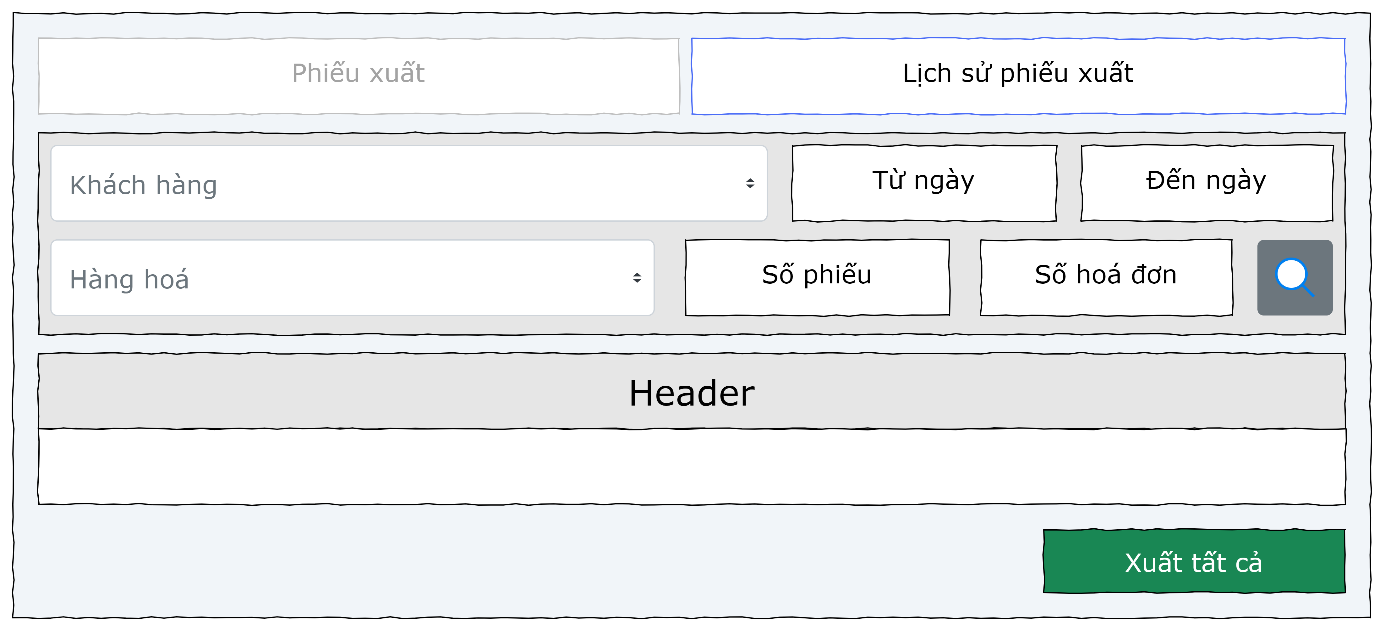 Phiếu xuất
Lịch sử phiếu xuất
Khách hàng
Từ ngày
Đến ngày
Hàng hoá
Số phiếu
Số hoá đơn
Header
Xuất tất cả